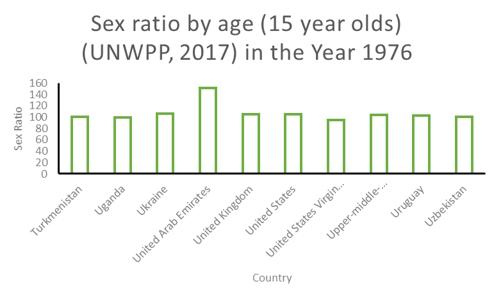 Sex ratio by age (15 year olds)
(UNWPP, 2017) in the Year 1976
Sex Ratio
160
140
120
100
80
60
40
20
0
Turkmenistan
Uganda
Ukraine
United Arab Emirates
United Kingdom
United States
United States Virgin...
Upper-middle-...
Uruguay
Uzbekistan
Country